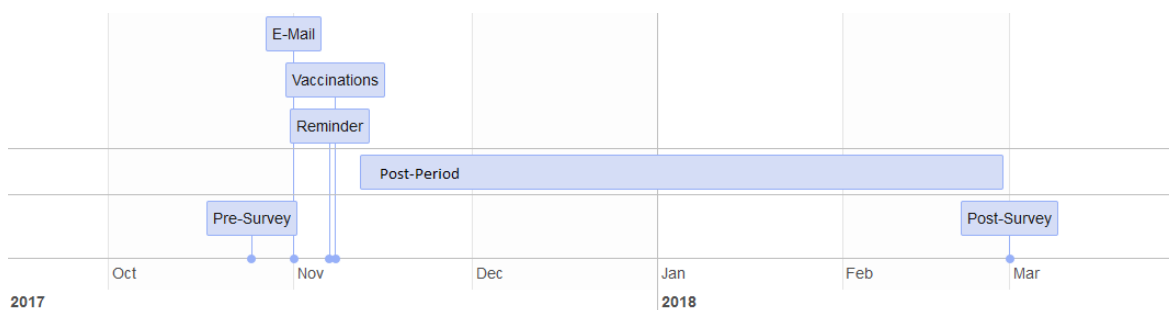 E-Mail
Vaccinations
Reminder
Post-Period
Pre-Survey
Post-Survey
Oct Nov Dec Jan Feb Mar
2017 2018